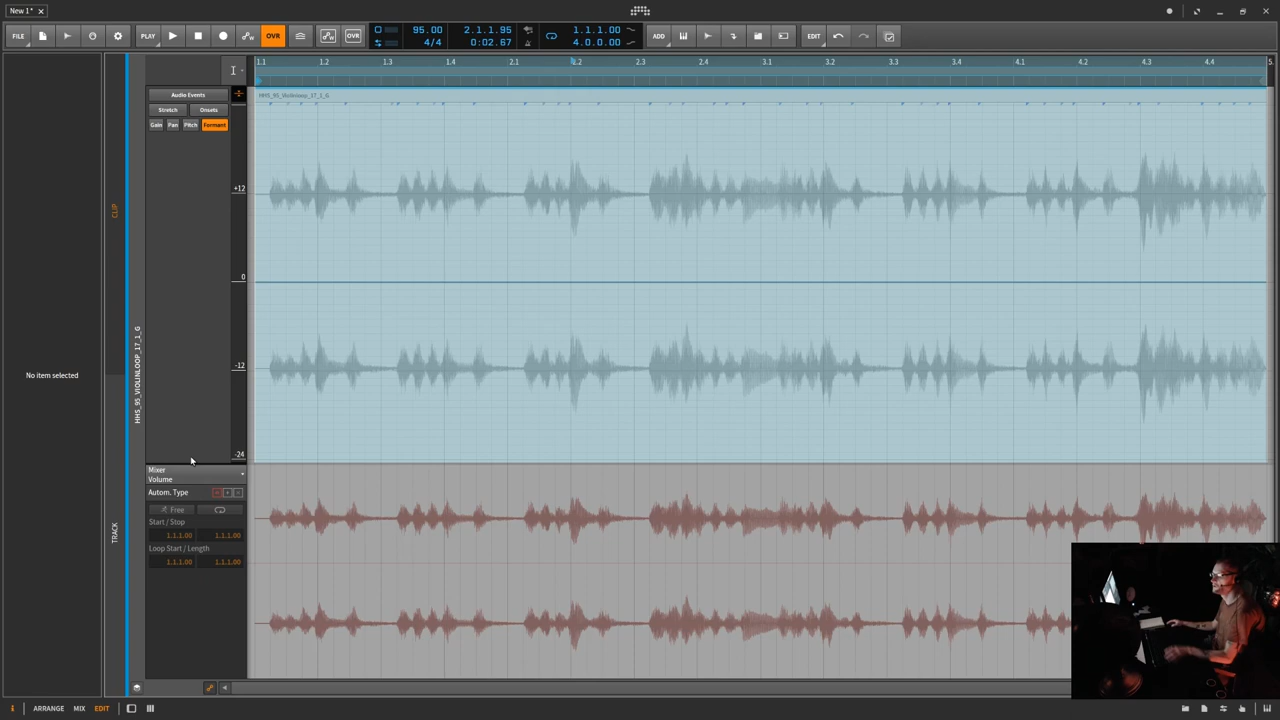 New 1* ×
FILE
PLAY
OVR
OVR
95.00
4/4
2.1.1.95
0:02.67
1.1.1.00
4.0.0.00
ADD
EDIT
1.1 1.2 1.3 1.4 2.1 2.2 2.3 2.4 3.1 3.2 3.3 3.4 4.1 4.2 4.3 4.4 5.
Audio Events
Stretch Onsets
Gain Pan Pitch Formant
HHS_95_Violinloop_17_1_G
+12
0
-12
-24
No item selected
CLIP
HHS_95_VIOLINLOOP_17_1_G
TRACK
Mixer
Volume
Autom. Type
Free
Start / Stop
1.1.1.00 1.1.1.00
Loop Start / Length
1.1.1.00 1.1.1.00
ARRANGE MIX EDIT